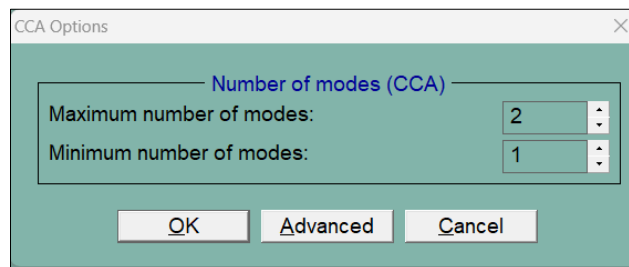 CCA Options
Number of modes (CCA)
Maximum number of modes: 2
Minimum number of modes: 1
OK Advanced Cancel